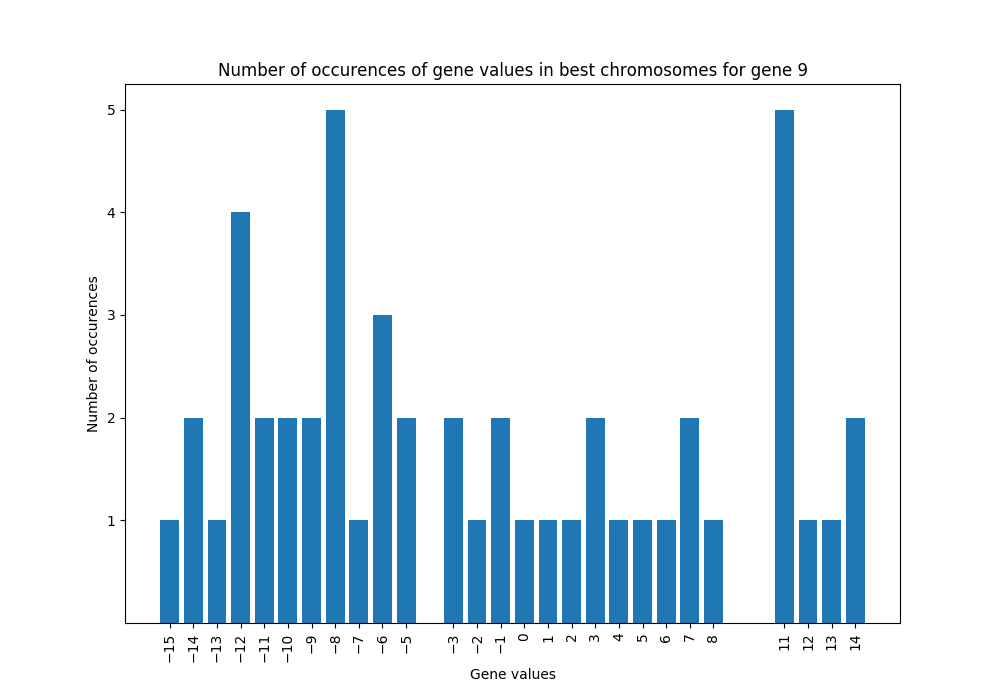 Number of occurences of gene values in best chromosomes for gene 9
Number of occurences
5
4
3
2
1
−15 −14 −13 −12 −11 −10 −9 −8 −7 −6 −5 −3 −2 −1 0 1 2 3 4 5 6 7 8 11 12 13 14
Gene values